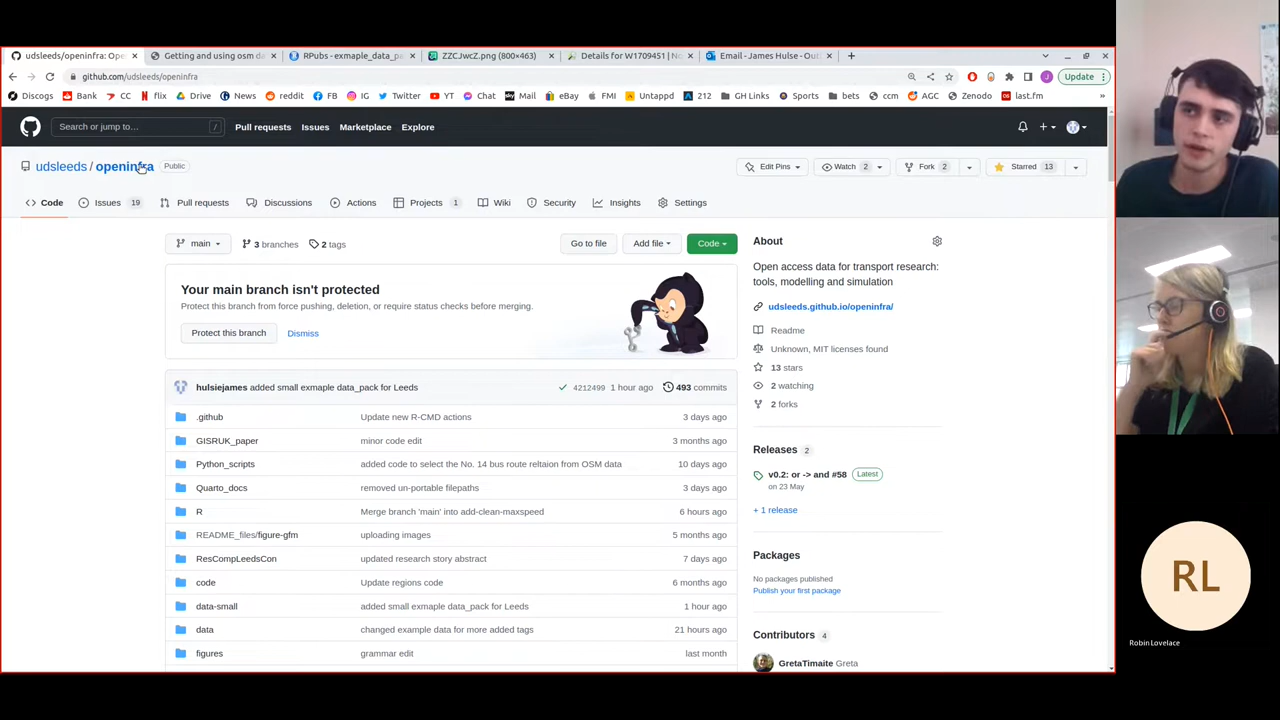 udsleeds/openinfra: Ope
Getting and using osm da
RPubs - exmaple_data_pa
ZZCJwcZ.png (800×463)
Details for W1709451 | No
Email - James Hulse - Out
github.com/udsleeds/openinfra
J
Update
Discogs Bank CC flix Drive News reddit FB IG Twitter YT Chat Mail eBay FMI Untappd 212 GH Links Sports bets ccm AGC Zenodo last.fm
Search or jump to…
/
Pull requests Issues Marketplace Explore
udsleeds / openinfra Public
Edit Pins Watch 2 Fork 2 Starred 13
Code Issues 19 Pull requests Discussions Actions Projects 1 Wiki Security Insights Settings
main 3 branches 2 tags Go to file Add file Code
Your main branch isn't protected
Protect this branch from force pushing, deletion, or require status checks before merging.
Protect this branch Dismiss
hulsiejames added small exmaple data_pack for Leeds 4212499 1 hour ago 493 commits
.github Update new R-CMD actions 3 days ago
GISRUK_paper minor code edit 3 months ago
Python_scripts added code to select the No. 14 bus route reltaion from OSM data 10 days ago
Quarto_docs removed un-portable filepaths 3 days ago
R Merge branch 'main' into add-clean-maxspeed 6 hours ago
README_files/figure-gfm uploading images 5 months ago
ResCompLeedsCon updated research story abstract 7 days ago
code Update regions code 6 months ago
data-small added small exmaple data_pack for Leeds 1 hour ago
data changed example data for more added tags 21 hours ago
figures grammar edit last month
About
Open access data for transport research:
tools, modelling and simulation
udsleeds.github.io/openinfra/
Readme
Unknown, MIT licenses found
13 stars
2 watching
2 forks
Releases 2
v0.2: or -> and #58 Latest
on 23 May
+ 1 release
Packages
No packages published
Publish your first package
Contributors 4
GretaTimaite Greta
RL
Robin Lovelace